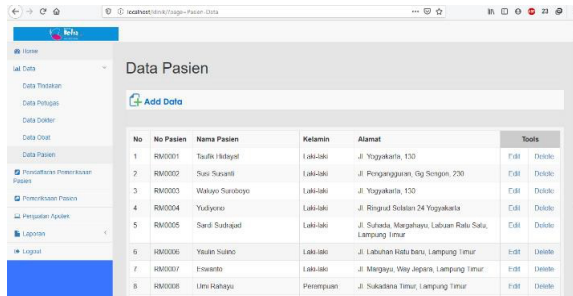 localhost/klinik/?page=Pasien-Data
Home
Data
Data Tindakan
Data Petugas
Data Dokter
Data Obat
Data Pasien
Pendaftaran Pemeriksaan
Pasien
Pemeriksaan Pasien
Penjualan Apotek
Laporan
Logout
Data Pasien
Add Data
No No Pasien Nama Pasien Kelamin Alamat Tools
1 RM0001 Taufik Hidayat Laki-laki Jl. Yogyakarta, 130 Edit Delete
2 RM0002 Susi Susanti Laki-laki Jl. Pengangguran, Gg Sengon, 230 Edit Delete
3 RM0003 Waluyo Suroboyo Laki-laki Jl. Yogyakarta, 130 Edit Delete
4 RM0004 Yudiyono Laki-laki Jl. Ringrud Selatan 24 Yogyakarta Edit Delete
5 RM0005 Sardi Sudrajad Laki-laki Jl. Suhada, Margahayu, Labuan Ratu Satu, Edit Delete
Lampung Timur
6 RM0006 Yaulin Sulino Laki-laki Jl. Labuhan Ratu baru, Lampung Timur Edit Delete
7 RM0007 Eswanto Laki-laki Jl. Margayu, Way Jepara, Lampung Timur Edit Delete
8 RM0008 Umi Rahayu Perempuan Jl. Sukadana Timur, Lampung Timur Edit Delete